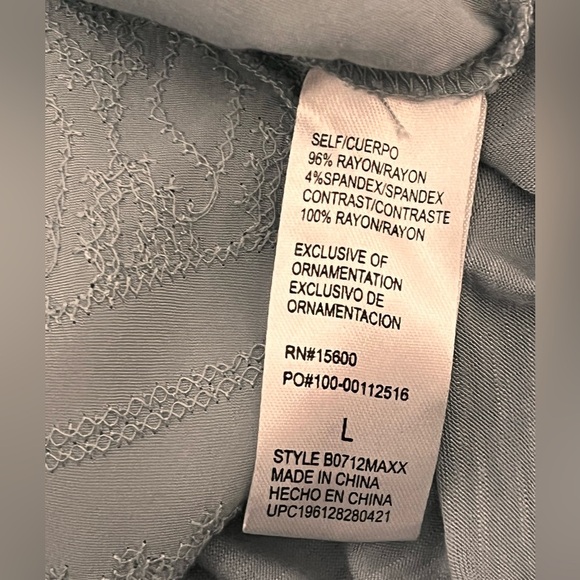 SELF/CUERPO
96% RAYON/RAYON
4%SPANDEX/SPANDEX
CONTRAST/CONTRASTE
100% RAYON/RAYON
EXCLUSIVE OF
ORNAMENTATION
EXCLUSIVO DE
ORNAMENTACION
RN#15600
PO#100-00112516
L
STYLE B0712MAXX
MADE IN CHINA
HECHO EN CHINA
UPC196128280421